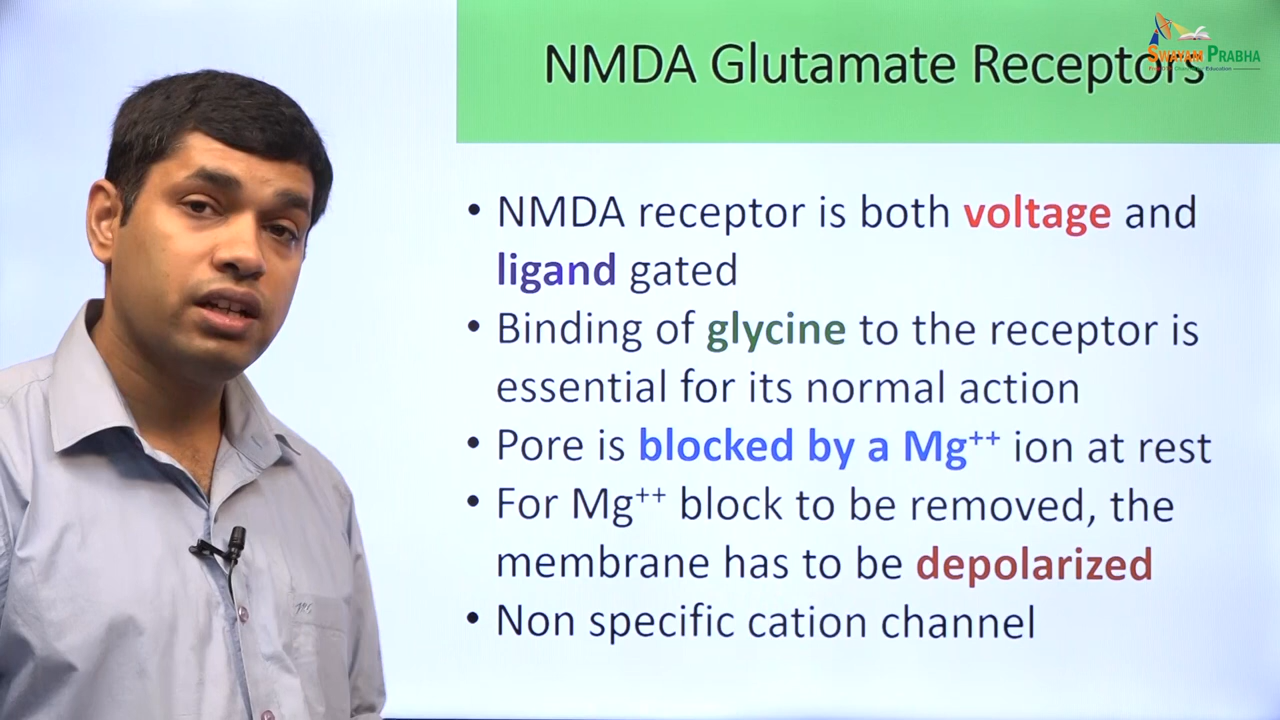 NMDA Glutamate Receptors
SWAYAM PRABHA
• NMDA receptor is both voltage and
ligand gated
• Binding of glycine to the receptor is
essential for its normal action
• Pore is blocked by a Mg⁺⁺ ion at rest
• For Mg⁺⁺ block to be removed, the
membrane has to be depolarized
• Non specific cation channel